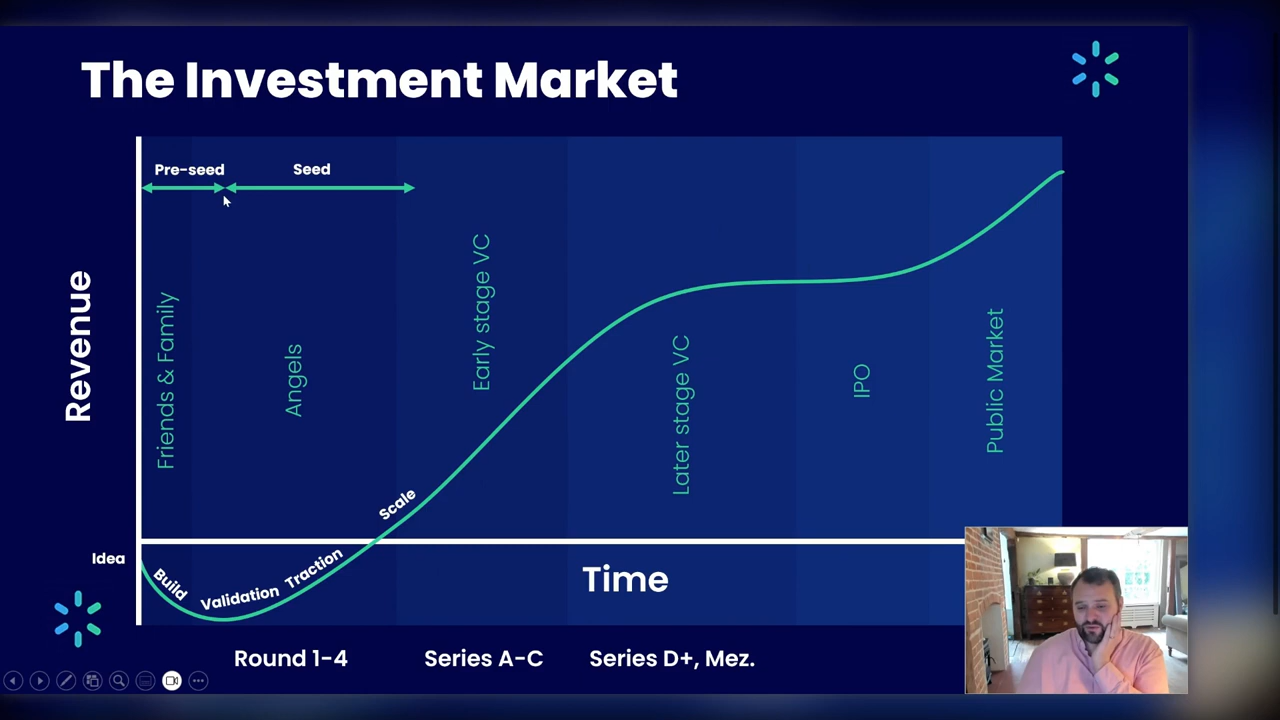 The Investment Market
Pre-seed
Seed
Revenue
Friends & Family
Angels
Early stage VC
Later stage VC
IPO
Public Market
Idea
Build
Validation
Traction
Scale
Time
Round 1-4
Series A-C
Series D+, Mez.